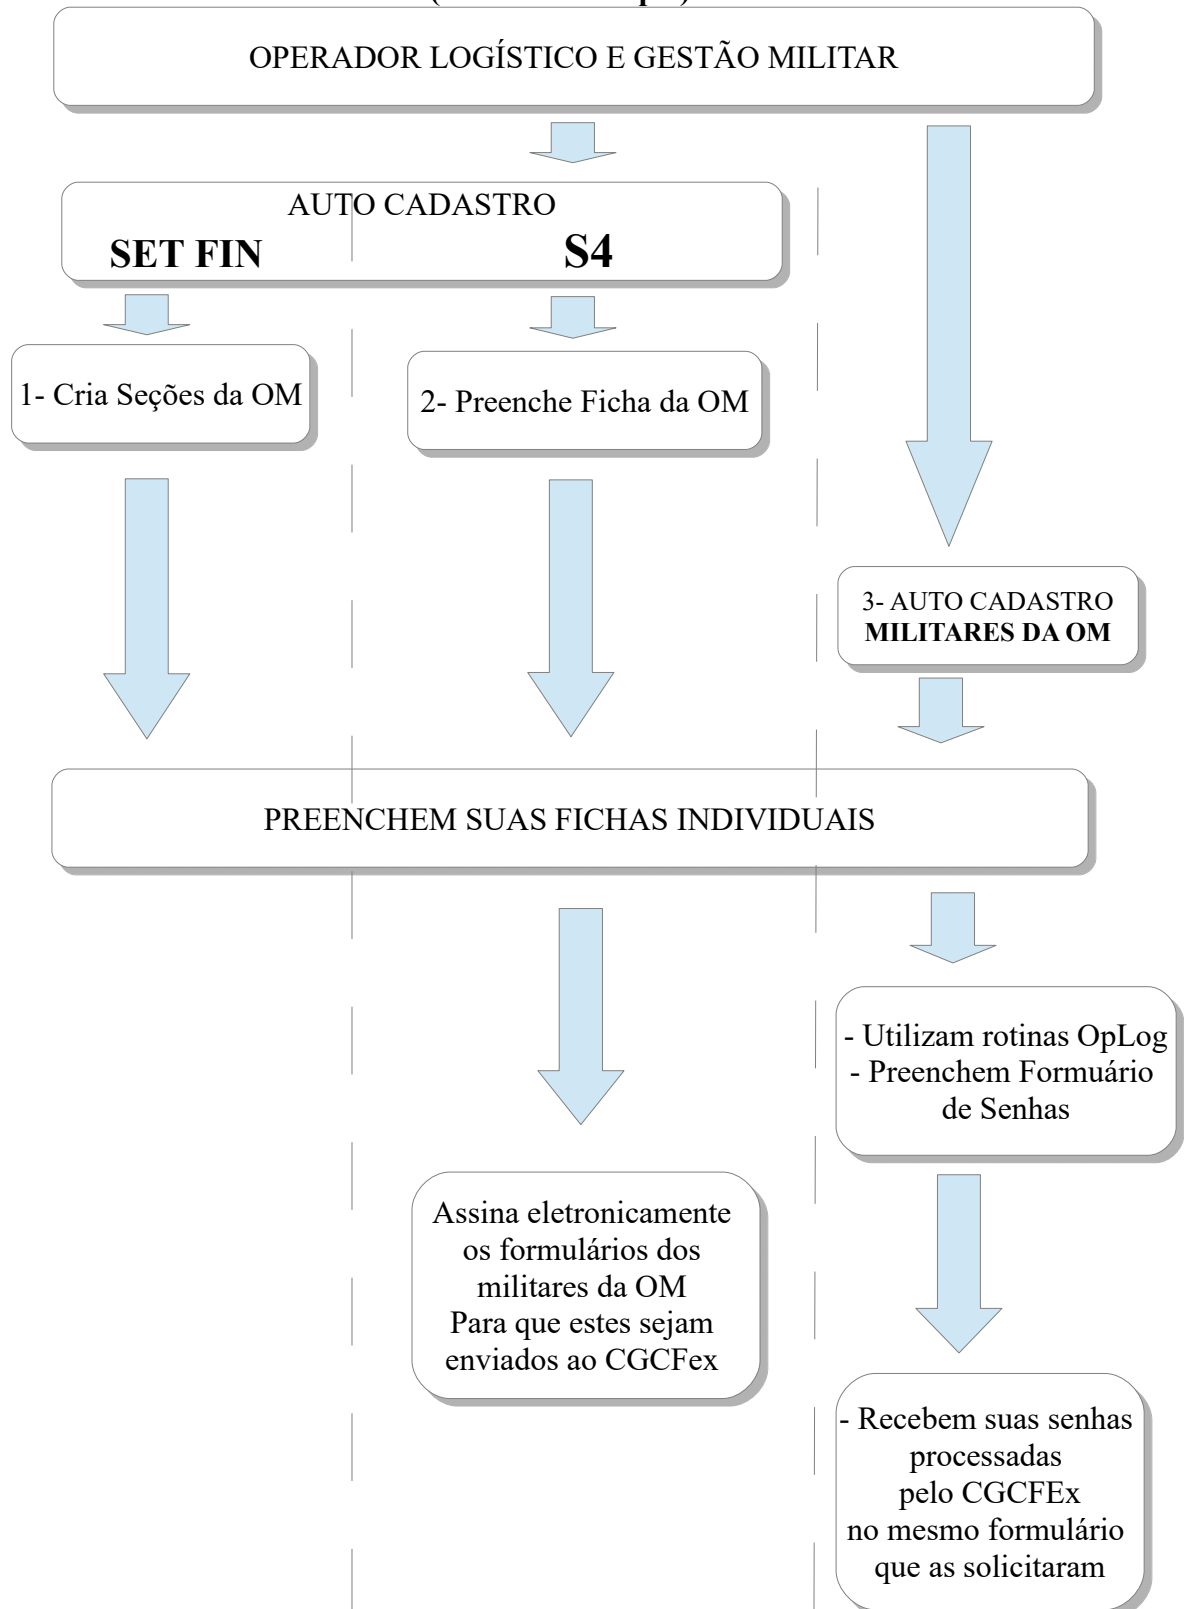 OPERADOR LOGÍSTICO E GESTÃO MILITAR
AUTO CADASTRO
SET FIN
S4
1- Cria Seções da OM
2- Preenche Ficha da OM
3- AUTO CADASTRO
MILITARES DA OM
PREENCHEM SUAS FICHAS INDIVIDUAIS
- Utilizam rotinas OpLog
- Preenchem Formuário
de Senhas
Assina eletronicamente
os formulários dos
militares da OM
Para que estes sejam
enviados ao CGCFex
- Recebem suas senhas
processadas
pelo CGCFEx
no mesmo formulário
que as solicitaram